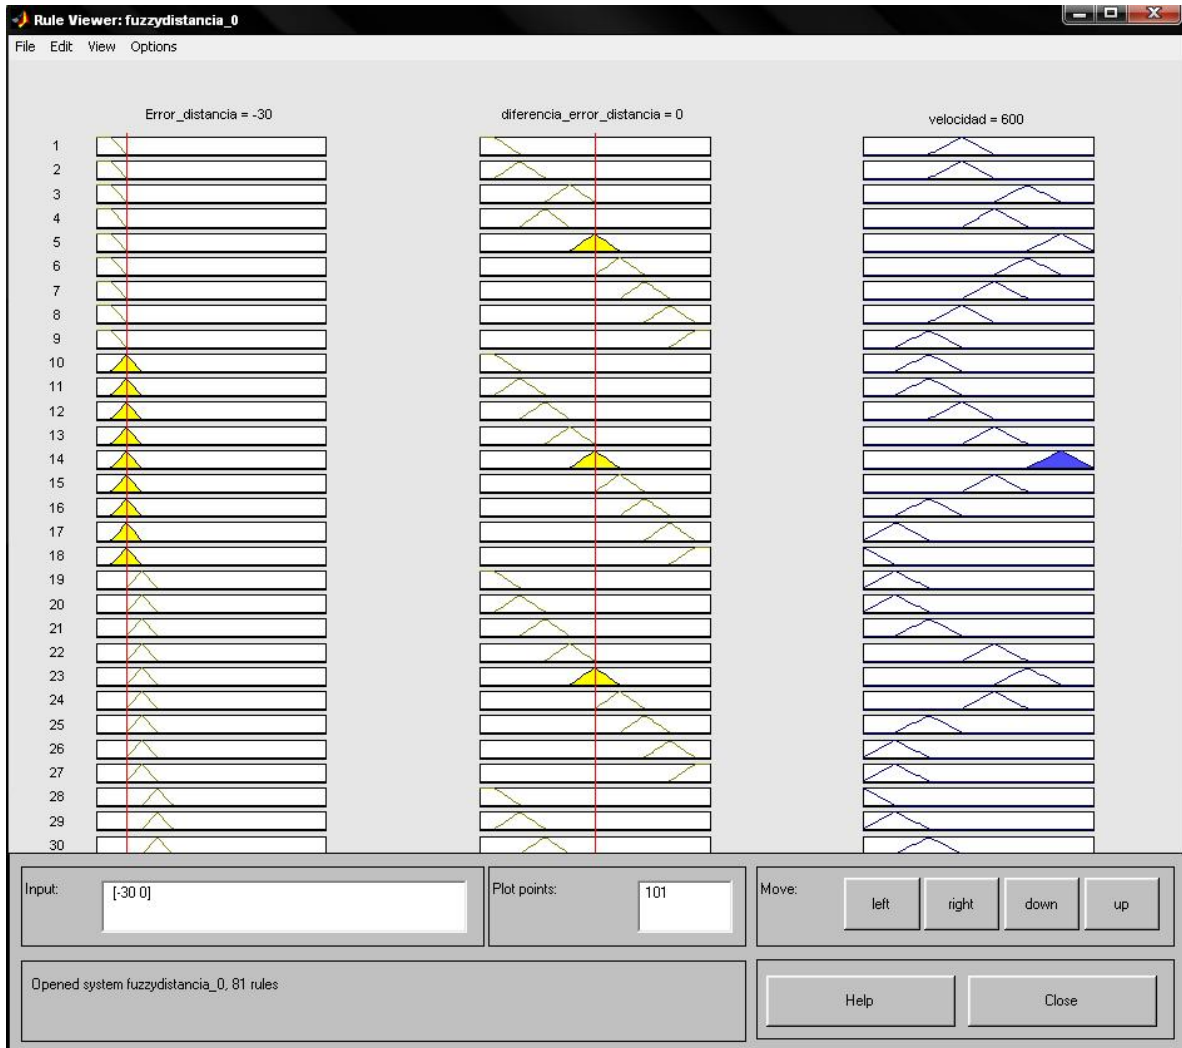 Rule Viewer: fuzzydistancia_0
File Edit View Options
Error_distancia = -30
diferencia_error_distancia = 0
velocidad = 600
1
2
3
4
5
6
7
8
9
10
11
12
13
14
15
16
17
18
19
20
21
22
23
24
25
26
27
28
29
30
Input:
[-30 0]
Plot points:
101
Move:
left
right
down
up
Opened system fuzzydistancia_0, 81 rules
Help
Close